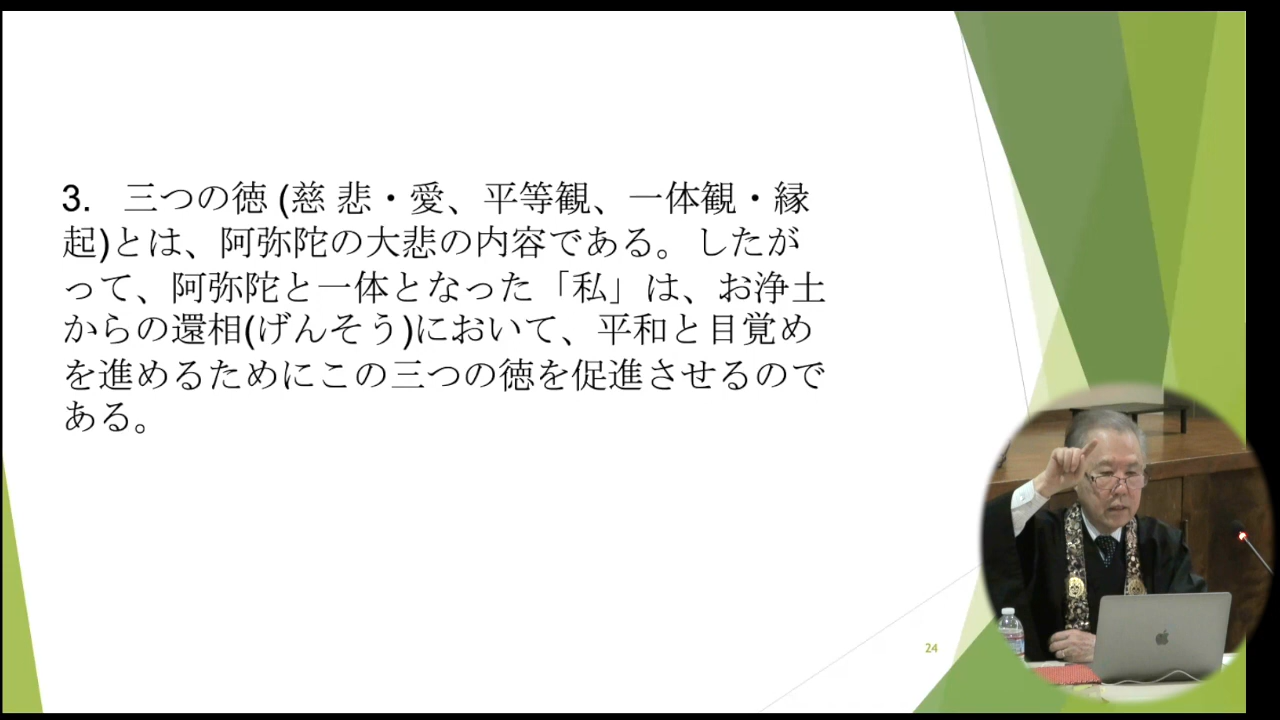 3. 三つの徳 (慈 悲・愛、平等観、一体観・縁
起)とは、阿弥陀の大悲の内容である。したが
って、阿弥陀と一体となった「私」は、お浄土
からの還相(げんそう)において、平和と目覚め
を進めるためにこの三つの徳を促進させるので
ある。
24